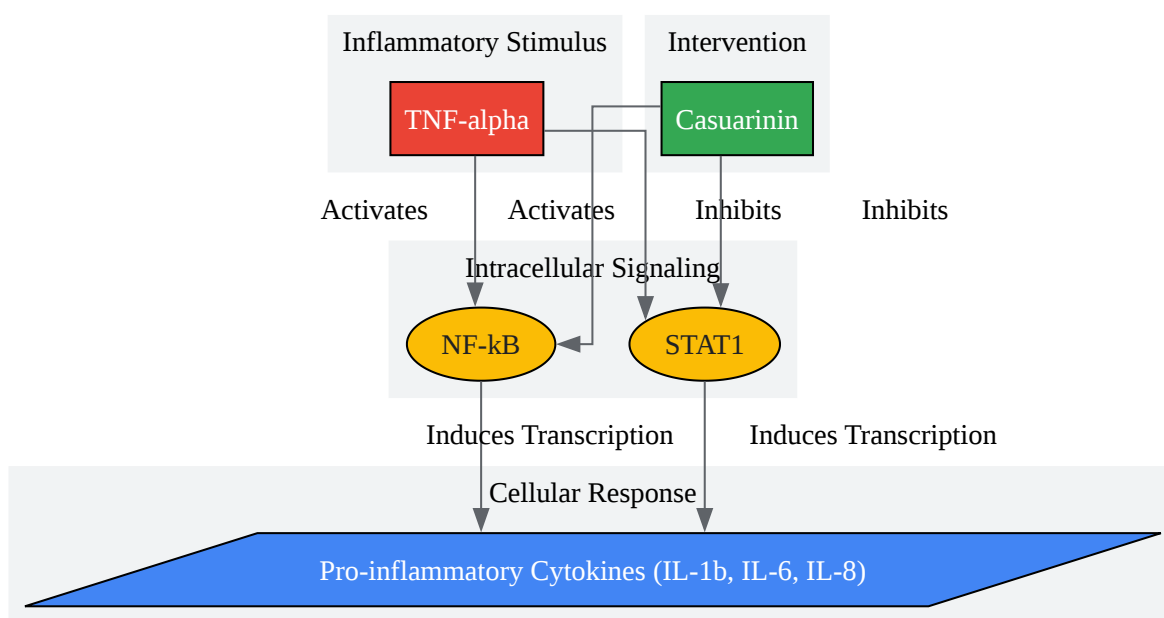 Inflammatory Stimulus
Intervention
TNF-alpha
Casuarinin
Activates
Activates
Inhibits
Inhibits
Intracellular Signaling
NF-kB
STAT1
Induces Transcription
Induces Transcription
Cellular Response
Pro-inflammatory Cytokines (IL-1b, IL-6, IL-8)